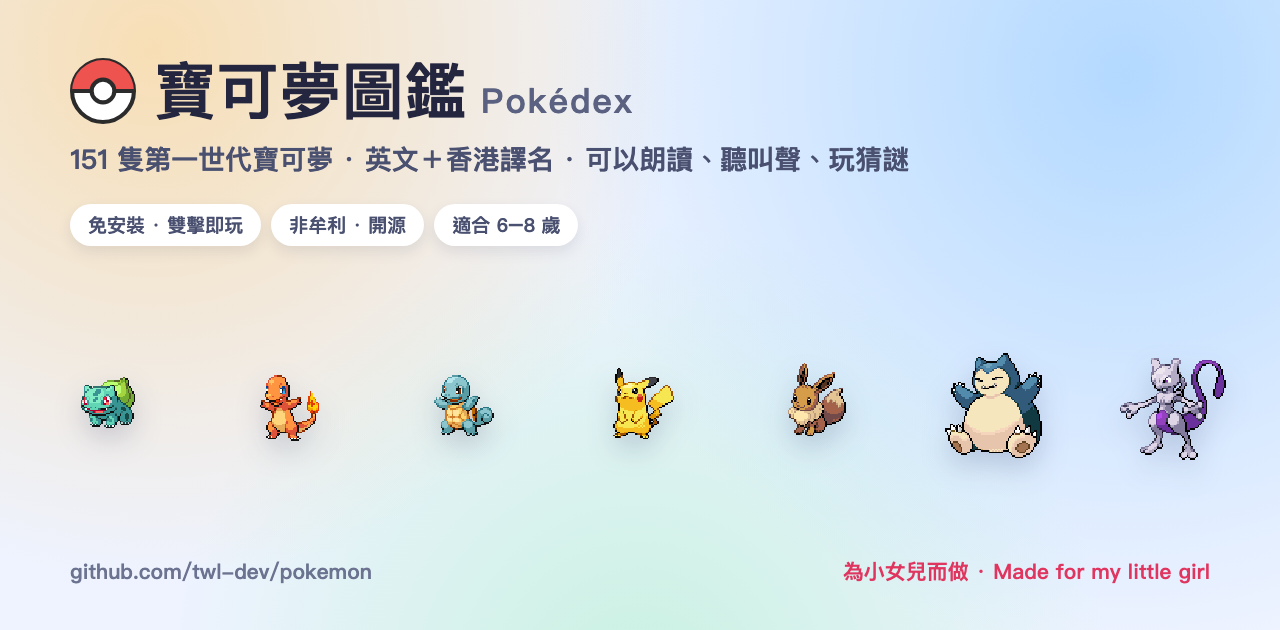 寶可夢圖鑑 Pokédex
151 隻第一世代寶可夢 · 英文＋香港譯名 · 可以朗讀、聽叫聲、玩猜謎
免安裝 · 雙擊即玩
非牟利 · 開源
適合 6–8 歲
github.com/twl-dev/pokemon
為小女兒而做 · Made for my little girl